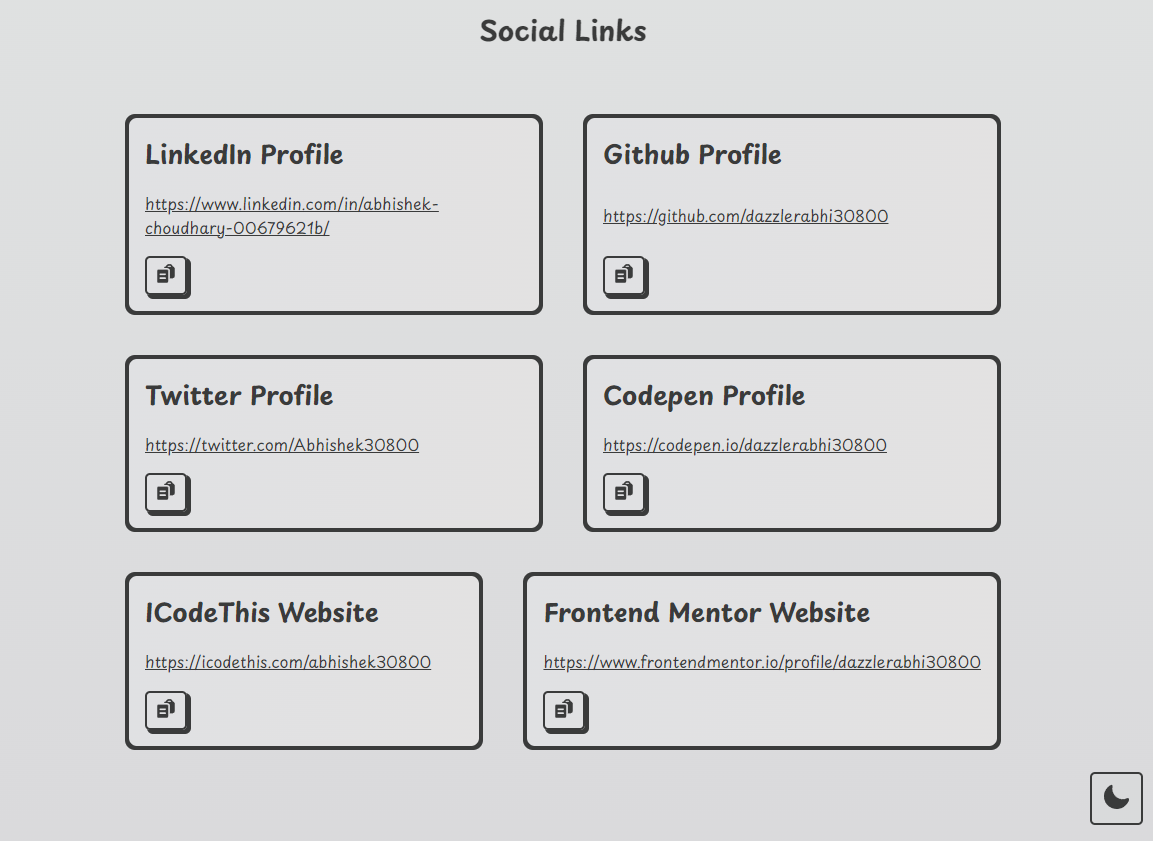 Social Links
LinkedIn Profile
https://www.linkedin.com/in/abhishek-
choudhary-00679621b/
Github Profile
https://github.com/dazzlerabhi30800
Twitter Profile
https://twitter.com/Abhishek30800
Codepen Profile
https://codepen.io/dazzlerabhi30800
ICodeThis Website
https://icodethis.com/abhishek30800
Frontend Mentor Website
https://www.frontendmentor.io/profile/dazzlerabhi30800